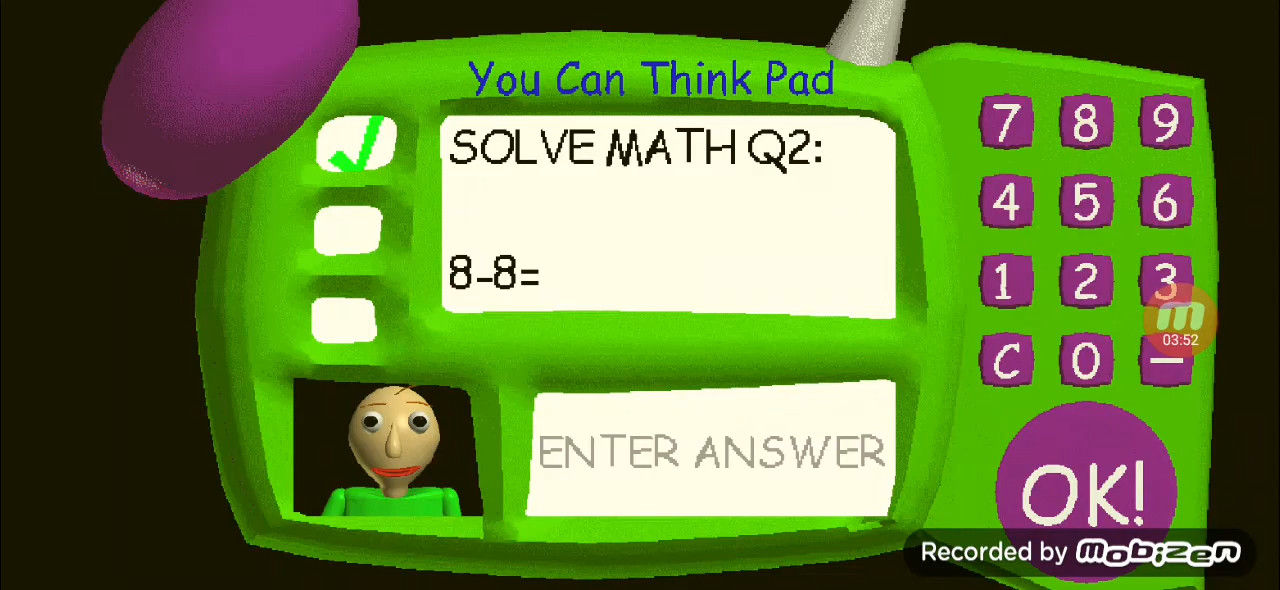 You Can Think Pad
SOLVE MATH Q2:
8-8=
ENTER ANSWER
7 8 9
4 5 6
1 2 3
C 0 -
OK!
03:52
Recorded by mobizen